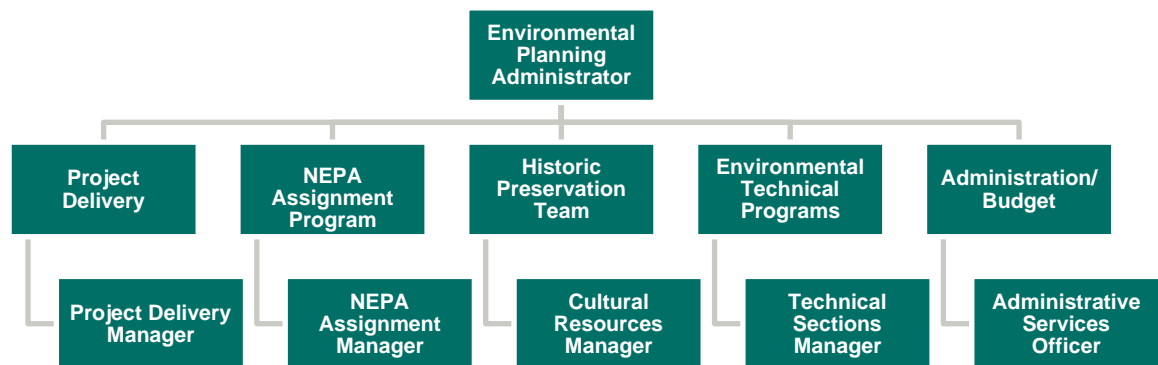 Environmental
Planning
Administrator
Project
Delivery
NEPA
Assignment
Program
Historic
Preservation
Team
Environmental
Technical
Programs
Administration/
Budget
Project Delivery
Manager
NEPA
Assignment
Manager
Cultural
Resources
Manager
Technical
Sections
Manager
Administrative
Services
Officer